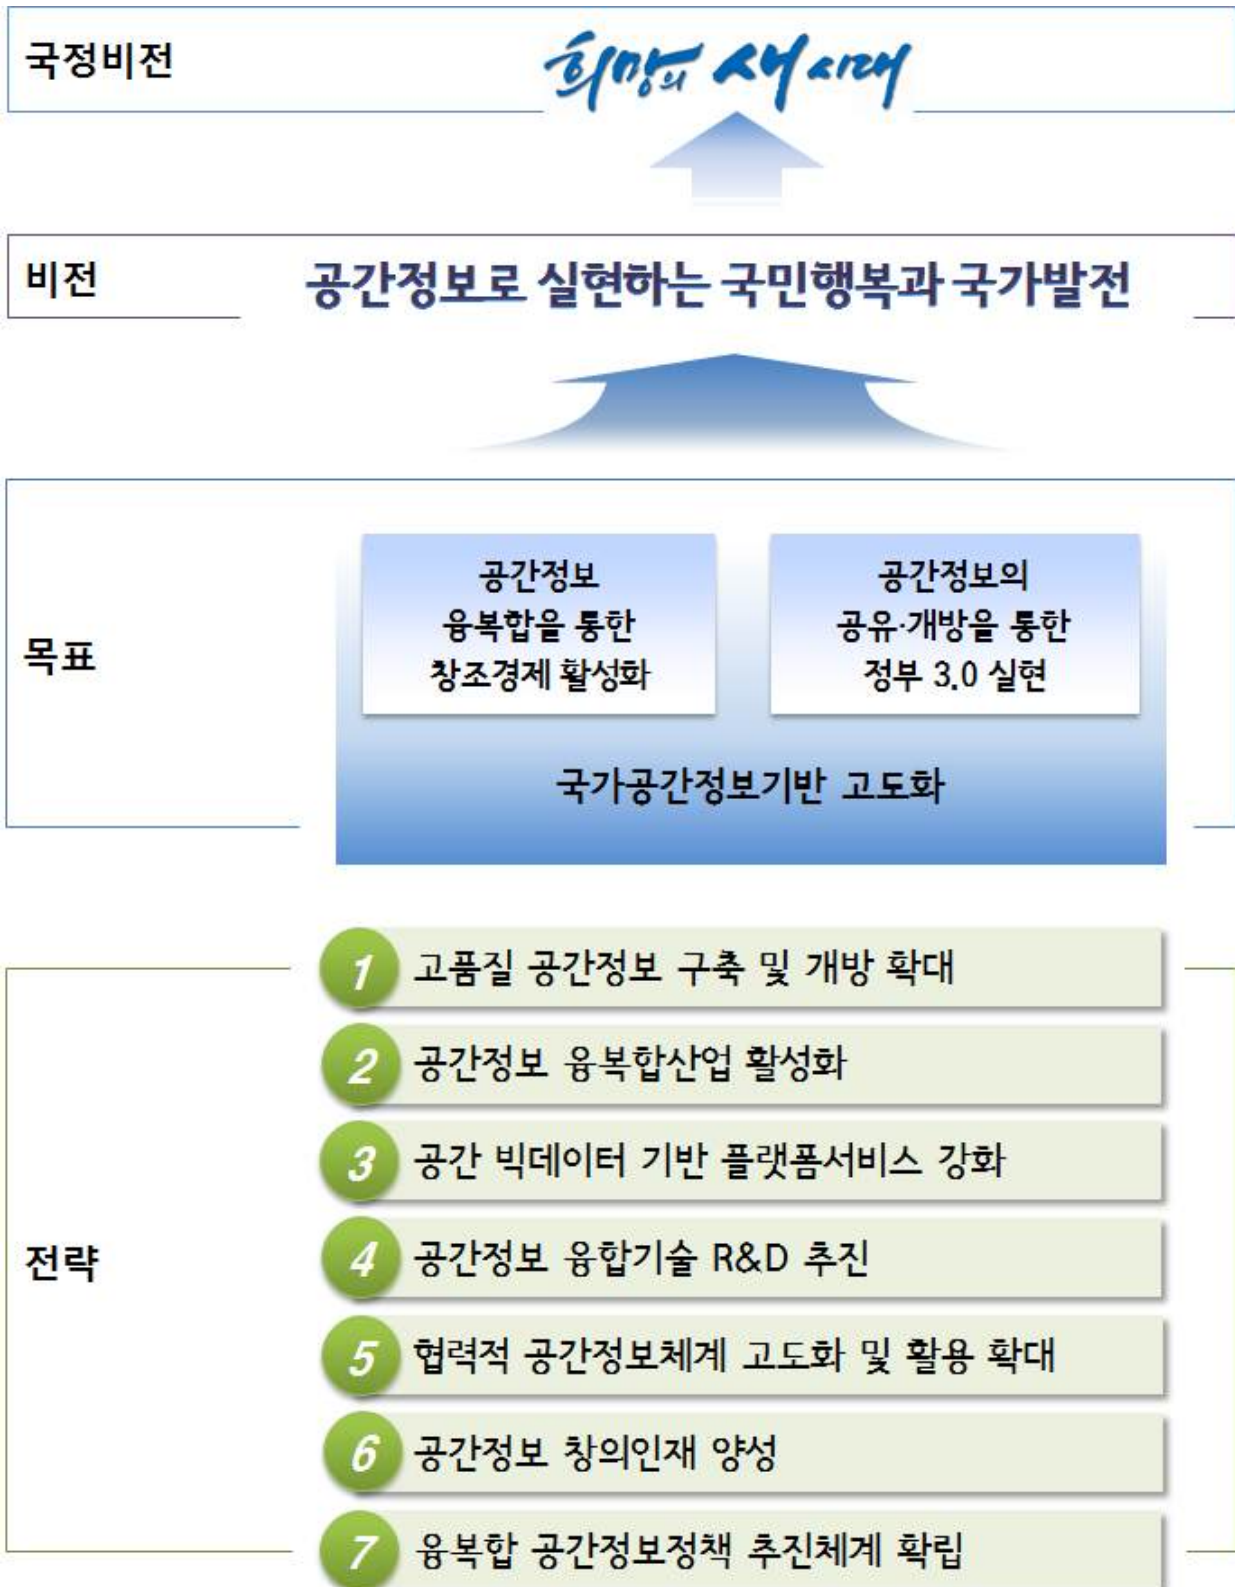 국정비전
희망의 새시대
비전
공간정보로 실현하는 국민행복과 국가발전
목표
공간정보
융복합을 통한
창조경제 활성화
공간정보의
공유·개방을 통한
정부 3.0 실현
국가공간정보기반 고도화
전략
1 고품질 공간정보 구축 및 개방 확대
2 공간정보 융복합산업 활성화
3 공간 빅데이터 기반 플랫폼서비스 강화
4 공간정보 융합기술 R&D 추진
5 협력적 공간정보체계 고도화 및 활용 확대
6 공간정보 창의인재 양성
7 융복합 공간정보정책 추진체계 확립